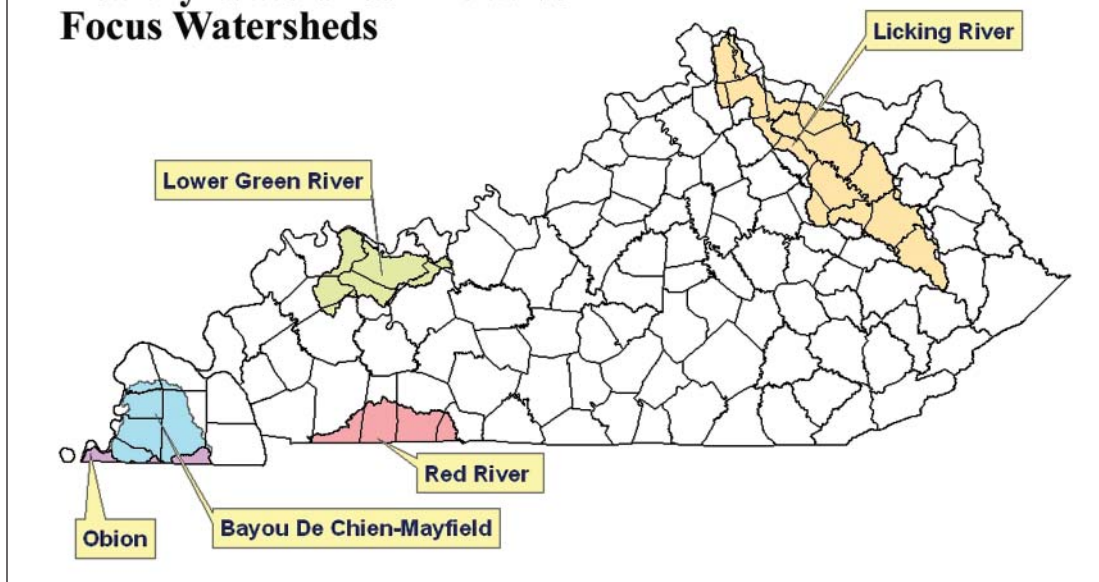 Focus Watersheds
Licking River
Lower Green River
Red River
Bayou De Chien-Mayfield
Obion